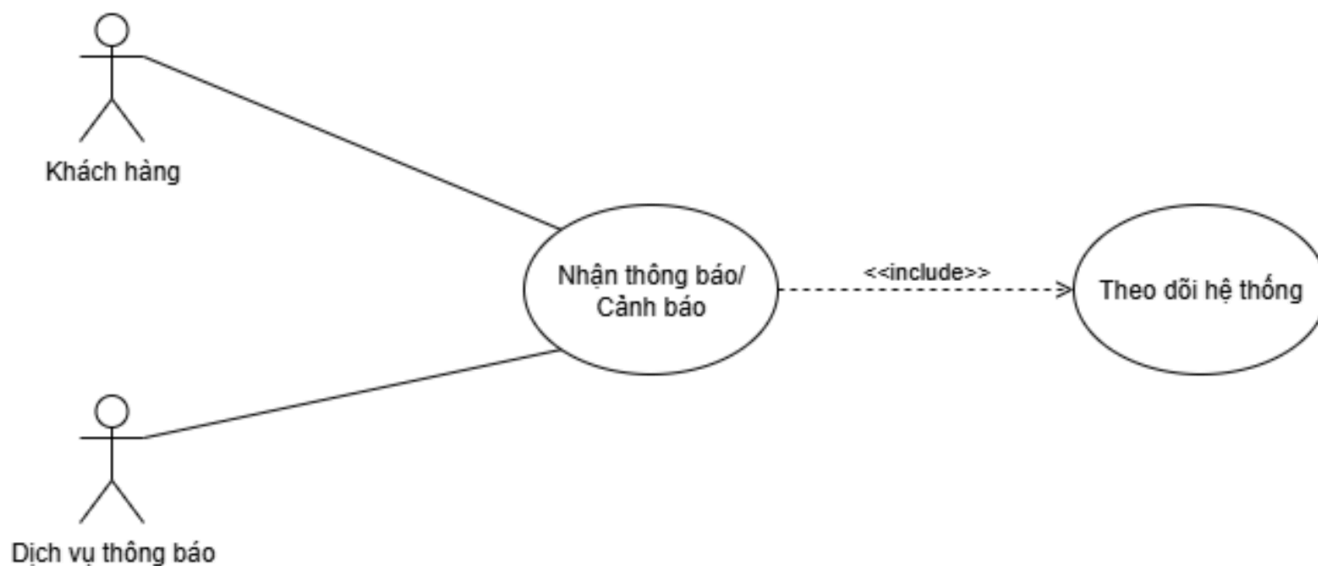 Khách hàng
Nhận thông báo/
Cảnh báo
<<include>>
Theo dõi hệ thống
Dịch vụ thông báo